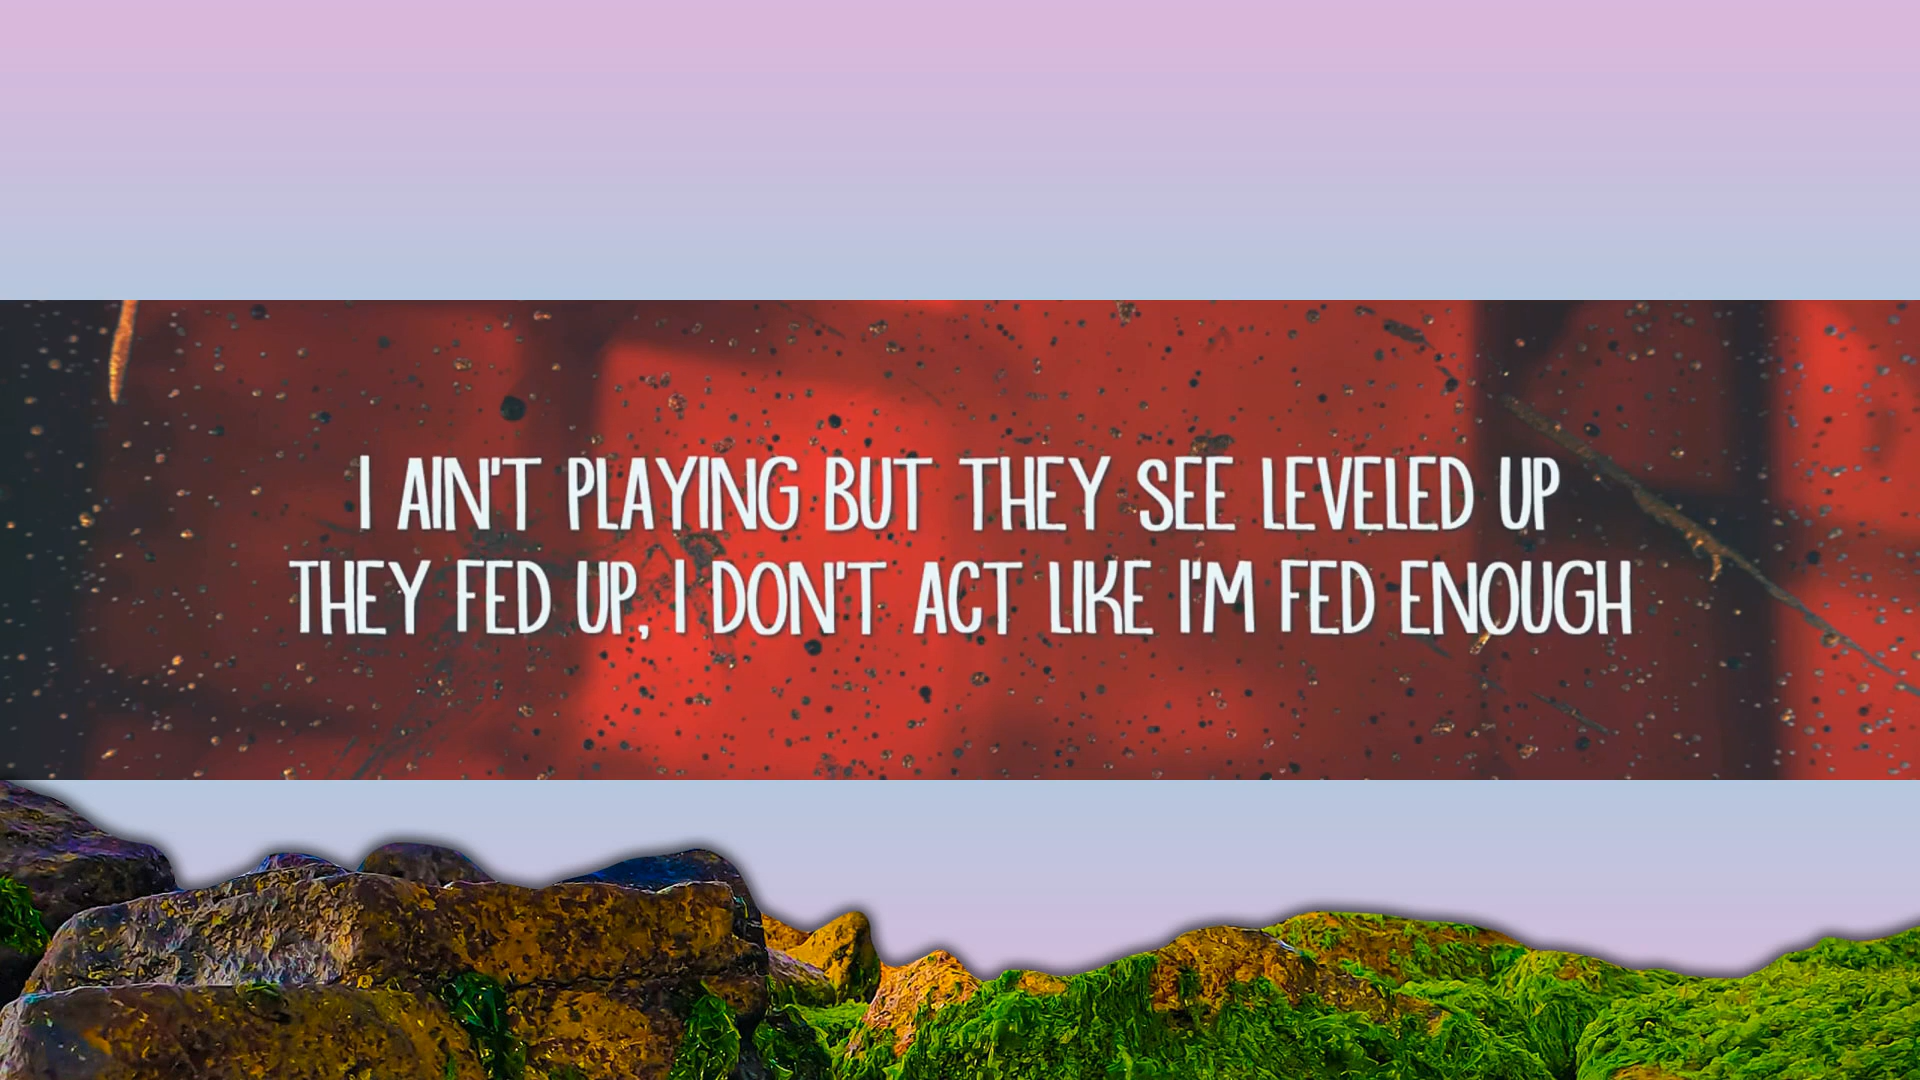 I AIN'T PLAYING BUT THEY SEE LEVELED UP
THEY FED UP, I DON'T ACT LIKE I'M FED ENOUGH